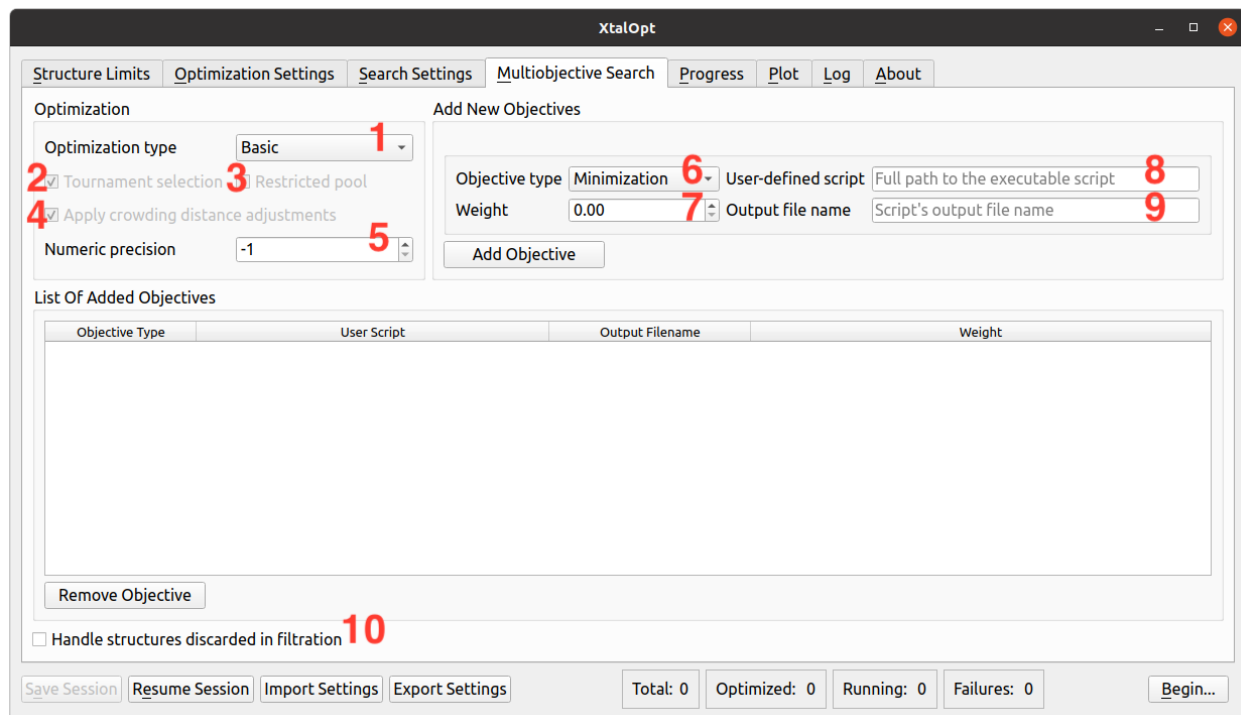 XtalOpt
Structure Limits Optimization Settings Search Settings Multiobjective Search Progress Plot Log About
Optimization
Optimization type Basic 1
2 Tournament selection 3 Restricted pool
4 Apply crowding distance adjustments
Numeric precision -1 5
Add New Objectives
Objective type Minimization 6 User-defined script Full path to the executable script 8
Weight 0.00 7 Output file name Script's output file name 9
Add Objective
List Of Added Objectives
Objective Type User Script Output Filename Weight
Remove Objective
Handle structures discarded in filtration 10
Save Session Resume Session Import Settings Export Settings Total: 0 Optimized: 0 Running: 0 Failures: 0 Begin...